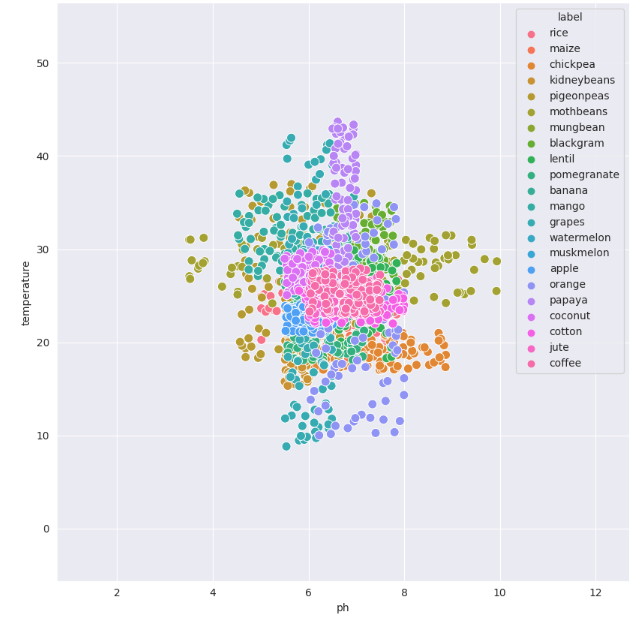 label
rice
maize
chickpea
kidneybeans
pigeonpeas
mothbeans
mungbean
blackgram
lentil
pomegranate
banana
mango
grapes
watermelon
muskmelon
apple
orange
papaya
coconut
cotton
jute
coffee
temperature
50
40
30
20
10
0
2 4 6 8 10 12
ph